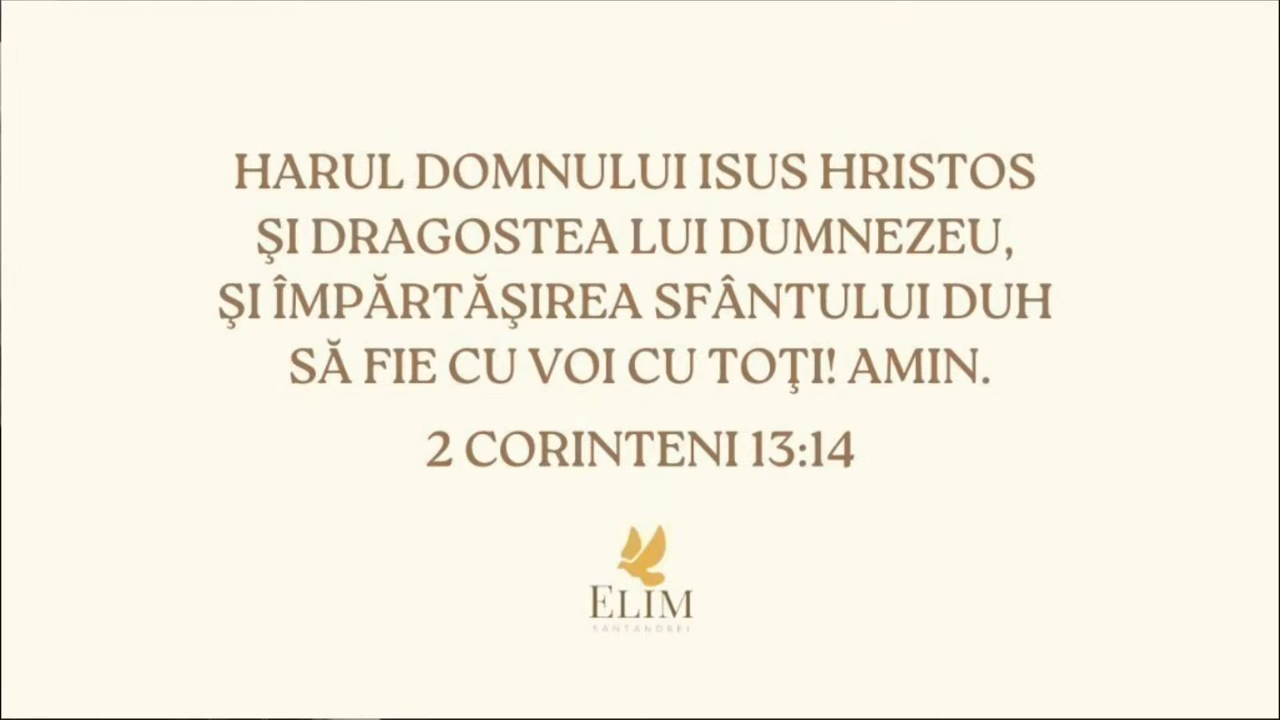 HARUL DOMNULUI ISUS HRISTOS
ŞI DRAGOSTEA LUI DUMNEZEU,
ŞI ÎMPĂRTĂŞIREA SFÂNTULUI DUH
SĂ FIE CU VOI CU TOŢI! AMIN.
2 CORINTENI 13:14
ELIM
SANTANDREI